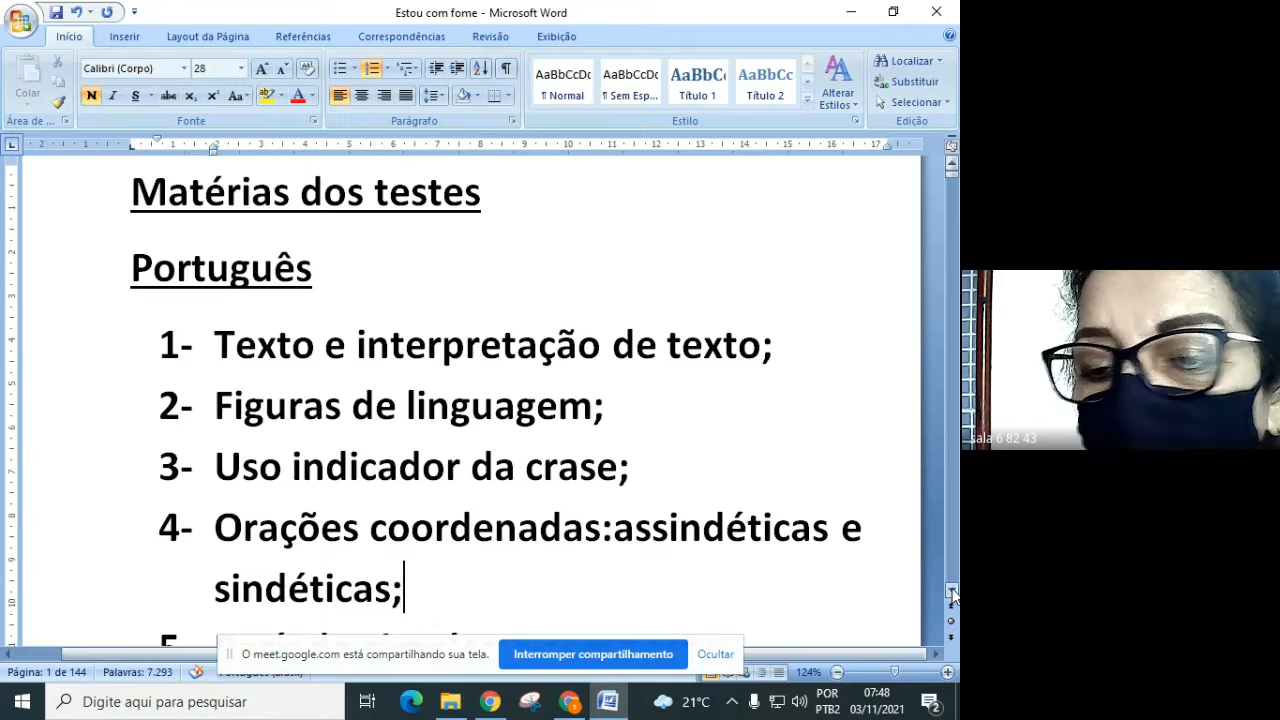 Estou com fome - Microsoft Word
Início Inserir Layout da Página Referências Correspondências Revisão Exibição
Calibri (Corpo) 28
Colar
Área de ... Fonte Parágrafo Estilo Edição
AaBbCcDc AaBbCcDc AaBbC AaBbCc
¶ Normal ¶ Sem Esp... Título 1 Título 2
Alterar Estilos
Localizar
Substituir
Selecionar
Matérias dos testes
Português
1- Texto e interpretação de texto;
2- Figuras de linguagem;
3- Uso indicador da crase;
4- Orações coordenadas:assindéticas e
sindéticas;
5
O meet.google.com está compartilhando sua tela. Interromper compartilhamento Ocultar
Página: 1 de 144 Palavras: 7.293 Português (Brasil) 124%
Digite aqui para pesquisar 21°C POR PTB2 07:48 03/11/2021 2
sala 6 82 43